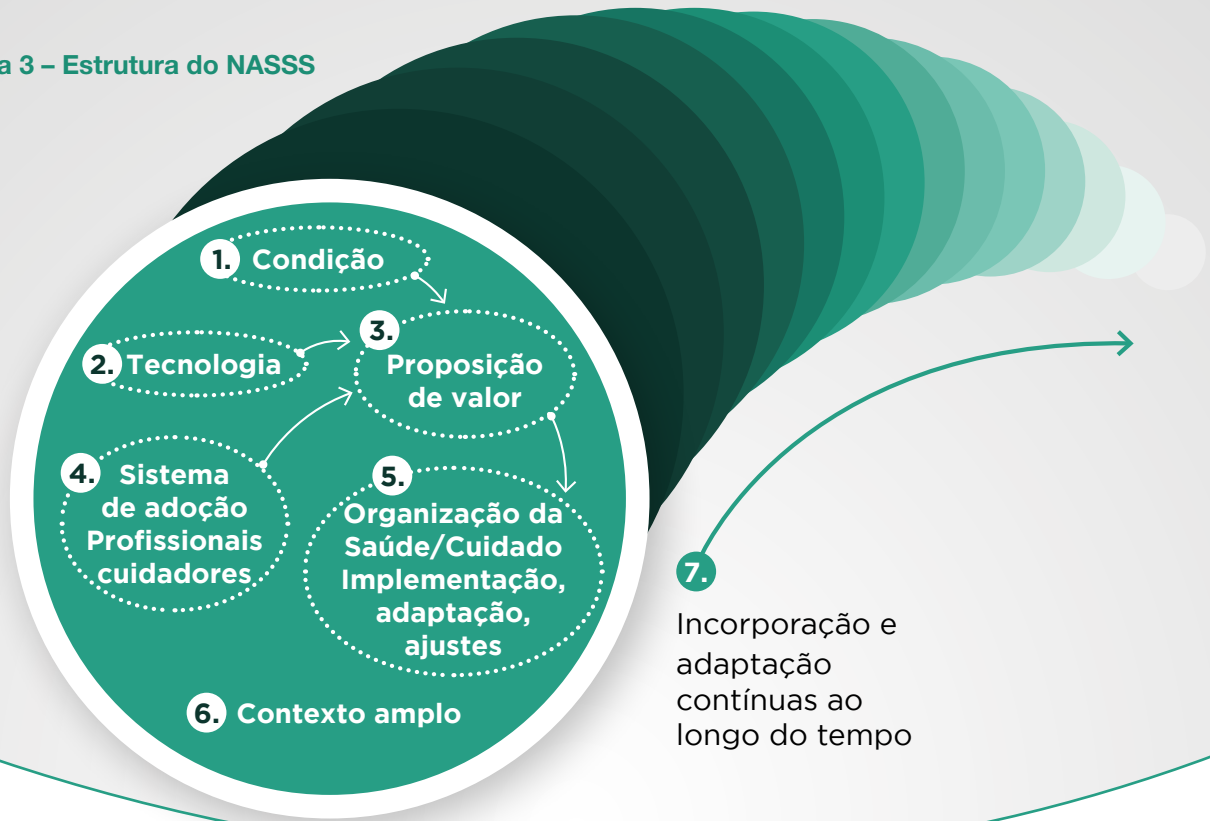 a 3 – Estrutura do NASSS
1. Condição
2. Tecnologia
3.
Proposição
de valor
4. Sistema
de adoção
Profissionais
cuidadores
5.
Organização da
Saúde/Cuidado
Implementação,
adaptação,
ajustes
6. Contexto amplo
7.
Incorporação e
adaptação
contínuas ao
longo do tempo